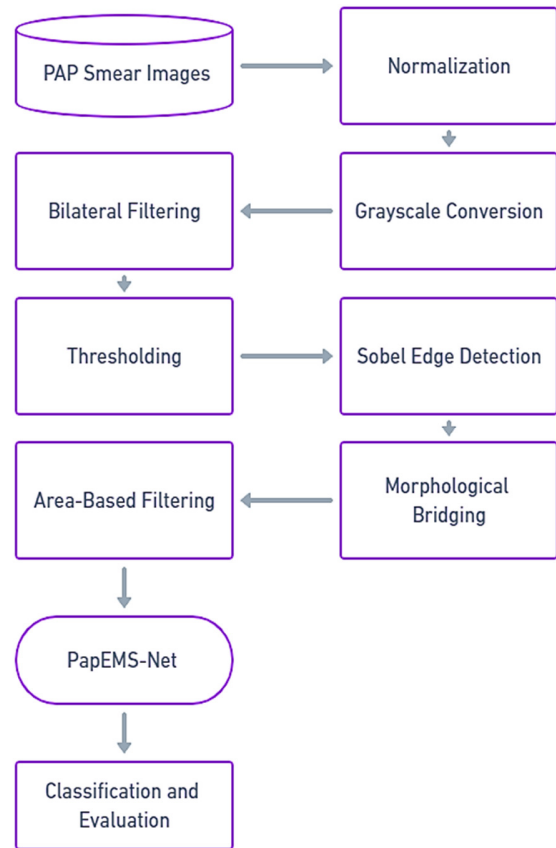 PAP Smear Images
Normalization
Grayscale Conversion
Bilateral Filtering
Thresholding
Sobel Edge Detection
Morphological
Bridging
Area-Based Filtering
PapEMS-Net
Classification and
Evaluation